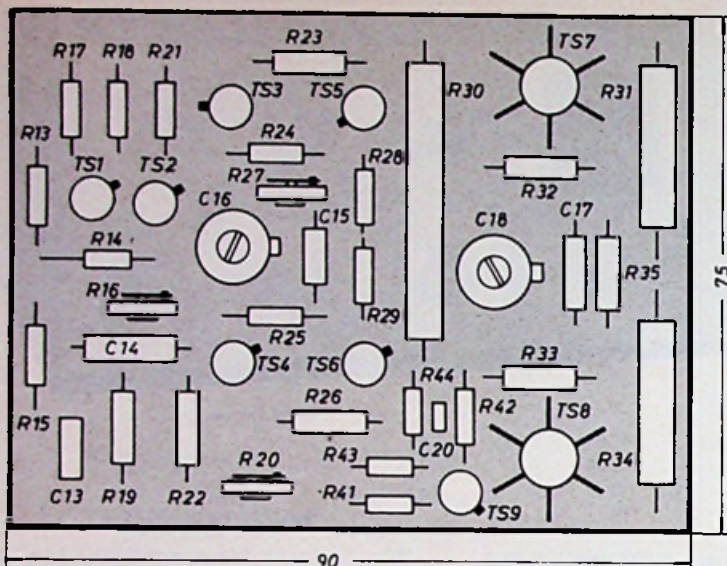 R23
TS7
R17 R18 R21
TS3 TS5 R30 R31
R13
R24
TS1 TS2 R27 R28
C16 C15 R32 C17
C18
R14
R16 R35
75
R29
R25
C14
TS4 TS6 R44 R33
R15 R26 R42 TS8
C20
R20 R43 R34
C13 R19 R22 R41 TS9
90